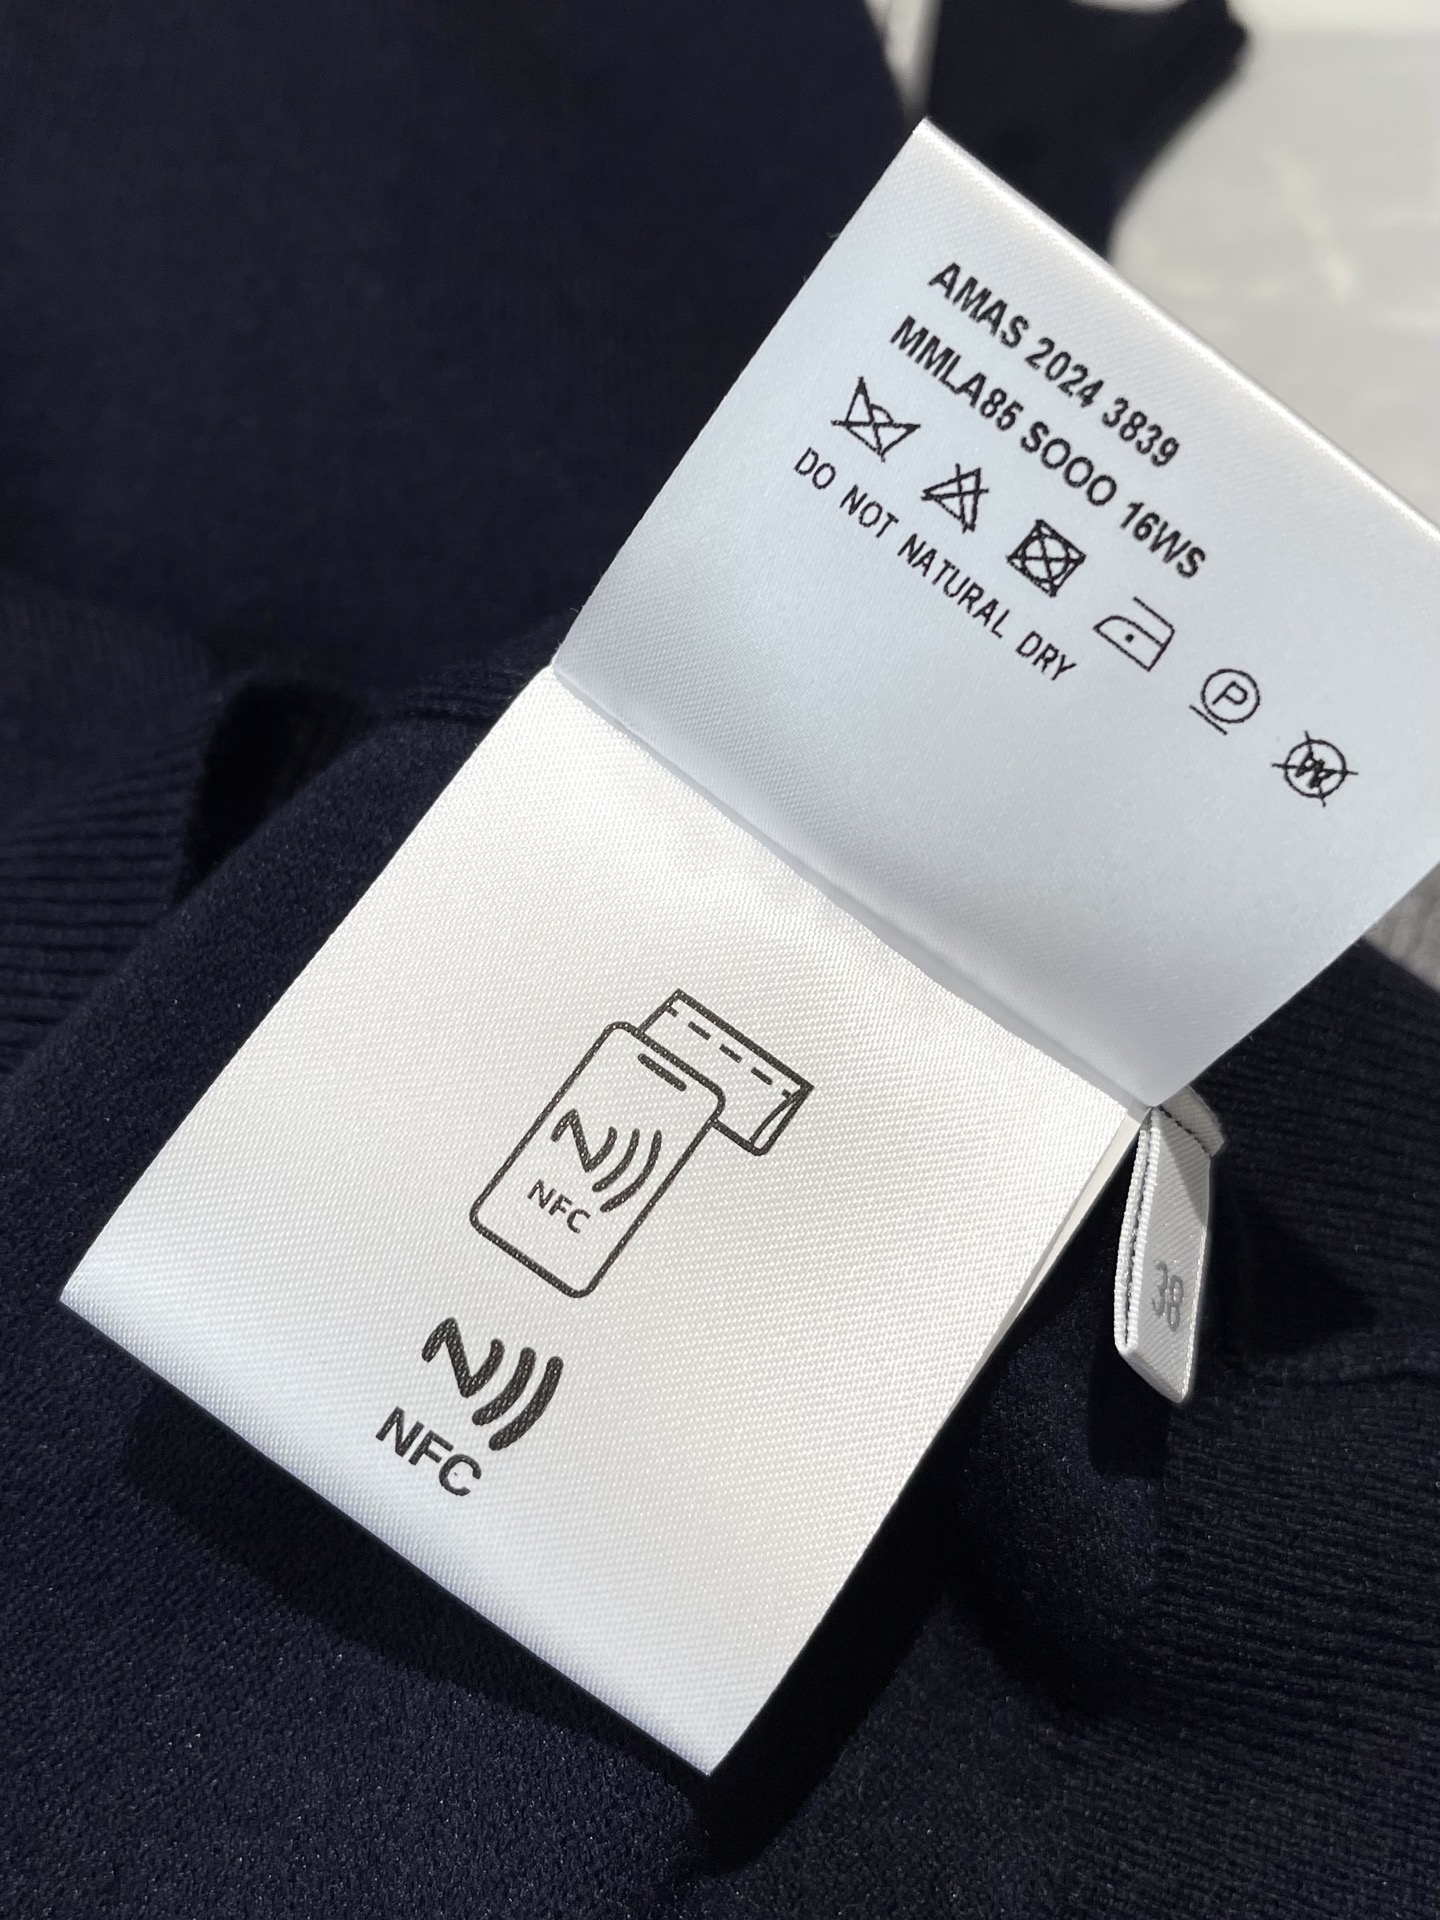 AMAS 2024 3839
MMLA85 SOOO 16WS
P
W
DO NOT NATURAL DRY
NFC
NFC
38